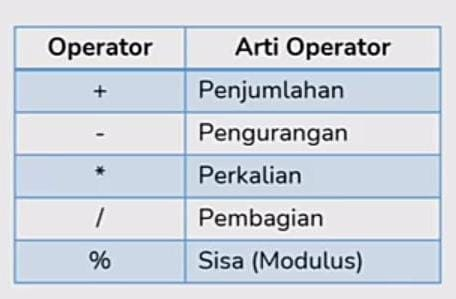 Operator Arti Operator
+ Penjumlahan
- Pengurangan
* Perkalian
/ Pembagian
% Sisa (Modulus)